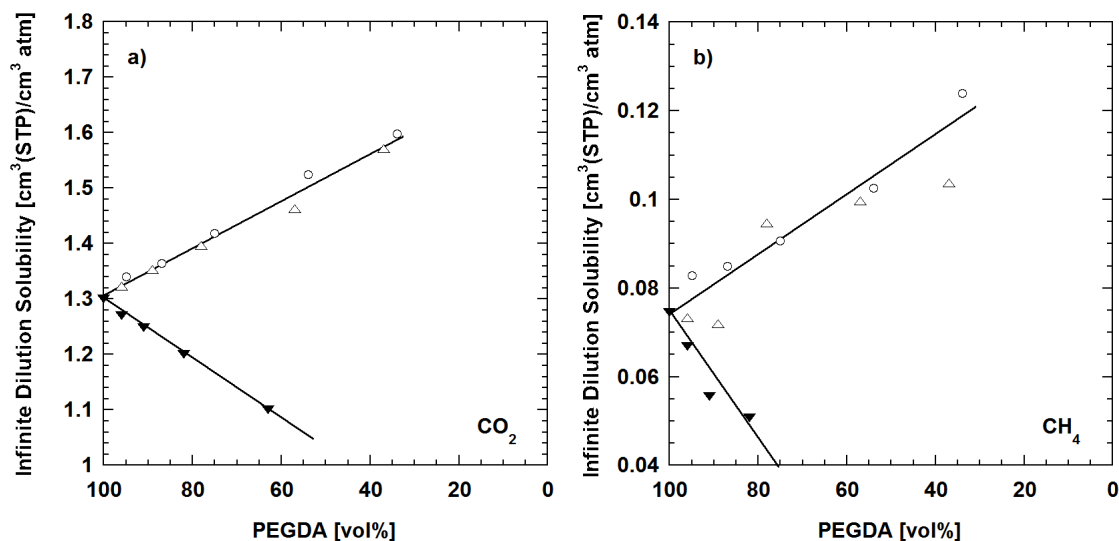 a)
Infinite Dilution Solubility [cm³(STP)/cm³ atm]
1.8
1.7
1.6
1.5
1.4
1.3
1.2
1.1
1
CO₂
100 80 60 40 20 0
PEGDA [vol%]
b)
Infinite Dilution Solubility [cm³(STP)/cm³ atm]
0.14
0.12
0.1
0.08
0.06
0.04
CH₄
100 80 60 40 20 0
PEGDA [vol%]